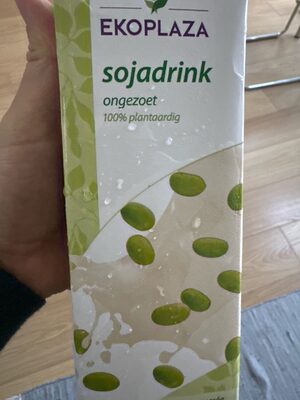 EKOPLAZA
sojadrink
ongezoet
100% plantaardig